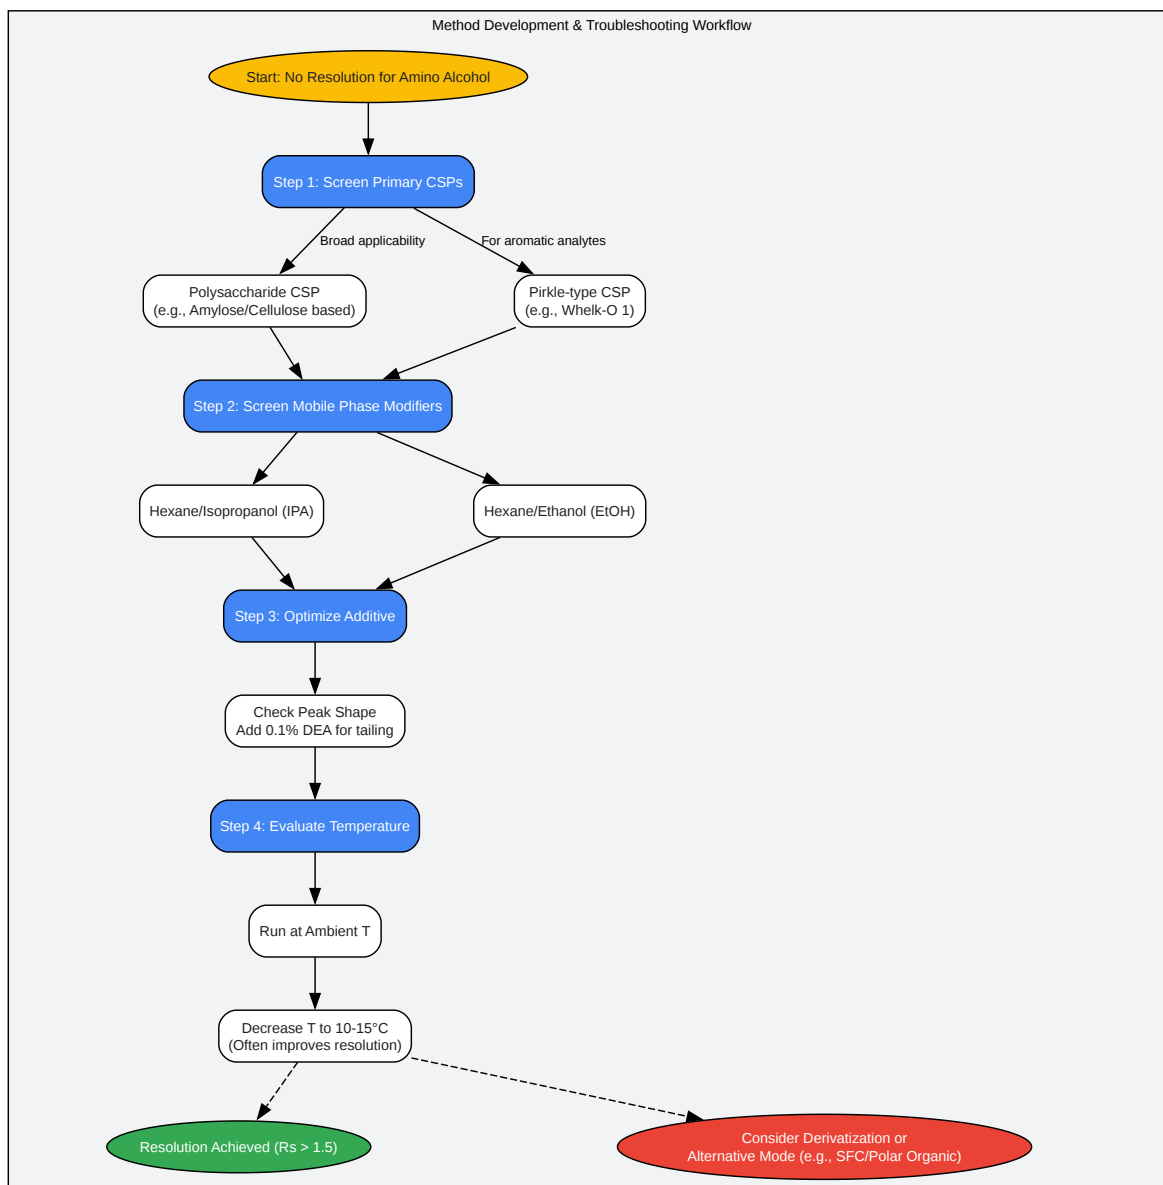 Method Development & Troubleshooting Workflow
Start: No Resolution for Amino Alcohol
Step 1: Screen Primary CSPs
Broad applicability
For aromatic analytes
Polysaccharide CSP
(e.g., Amylose/Cellulose based)
Pirkle-type CSP
(e.g., Whelk-O 1)
Step 2: Screen Mobile Phase Modifiers
Hexane/Isopropanol (IPA)
Hexane/Ethanol (EtOH)
Step 3: Optimize Additive
Check Peak Shape
Add 0.1% DEA for tailing
Step 4: Evaluate Temperature
Run at Ambient T
Decrease T to 10-15°C
(Often improves resolution)
Resolution Achieved (Rs > 1.5)
Consider Derivatization or
Alternative Mode (e.g., SFC/Polar Organic)